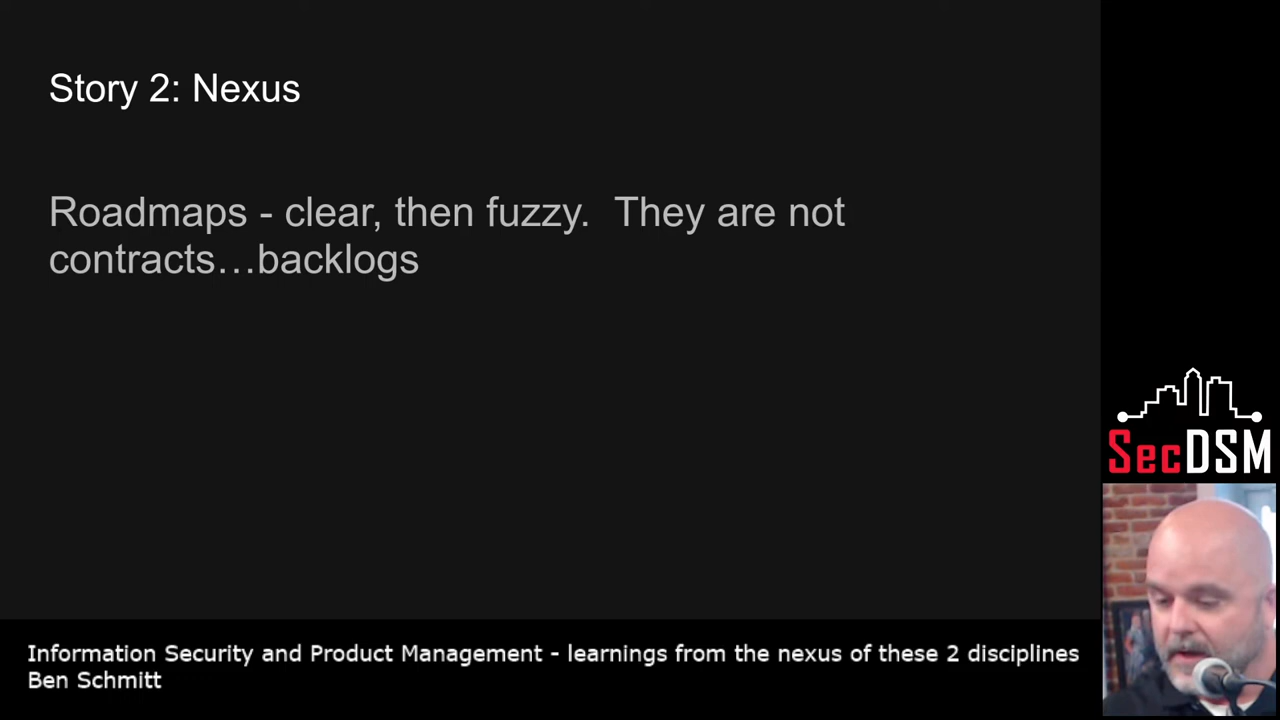 Story 2: Nexus
Roadmaps - clear, then fuzzy.  They are not
contracts…backlogs
SecDSM
Information Security and Product Management - learnings from the nexus of these 2 disciplines
Ben Schmitt